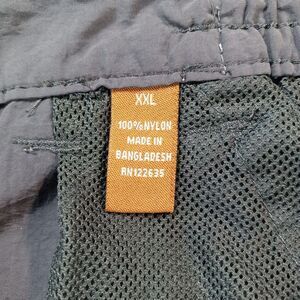 XXL
100% NYLON
MADE IN
BANGLADESH
RN122635